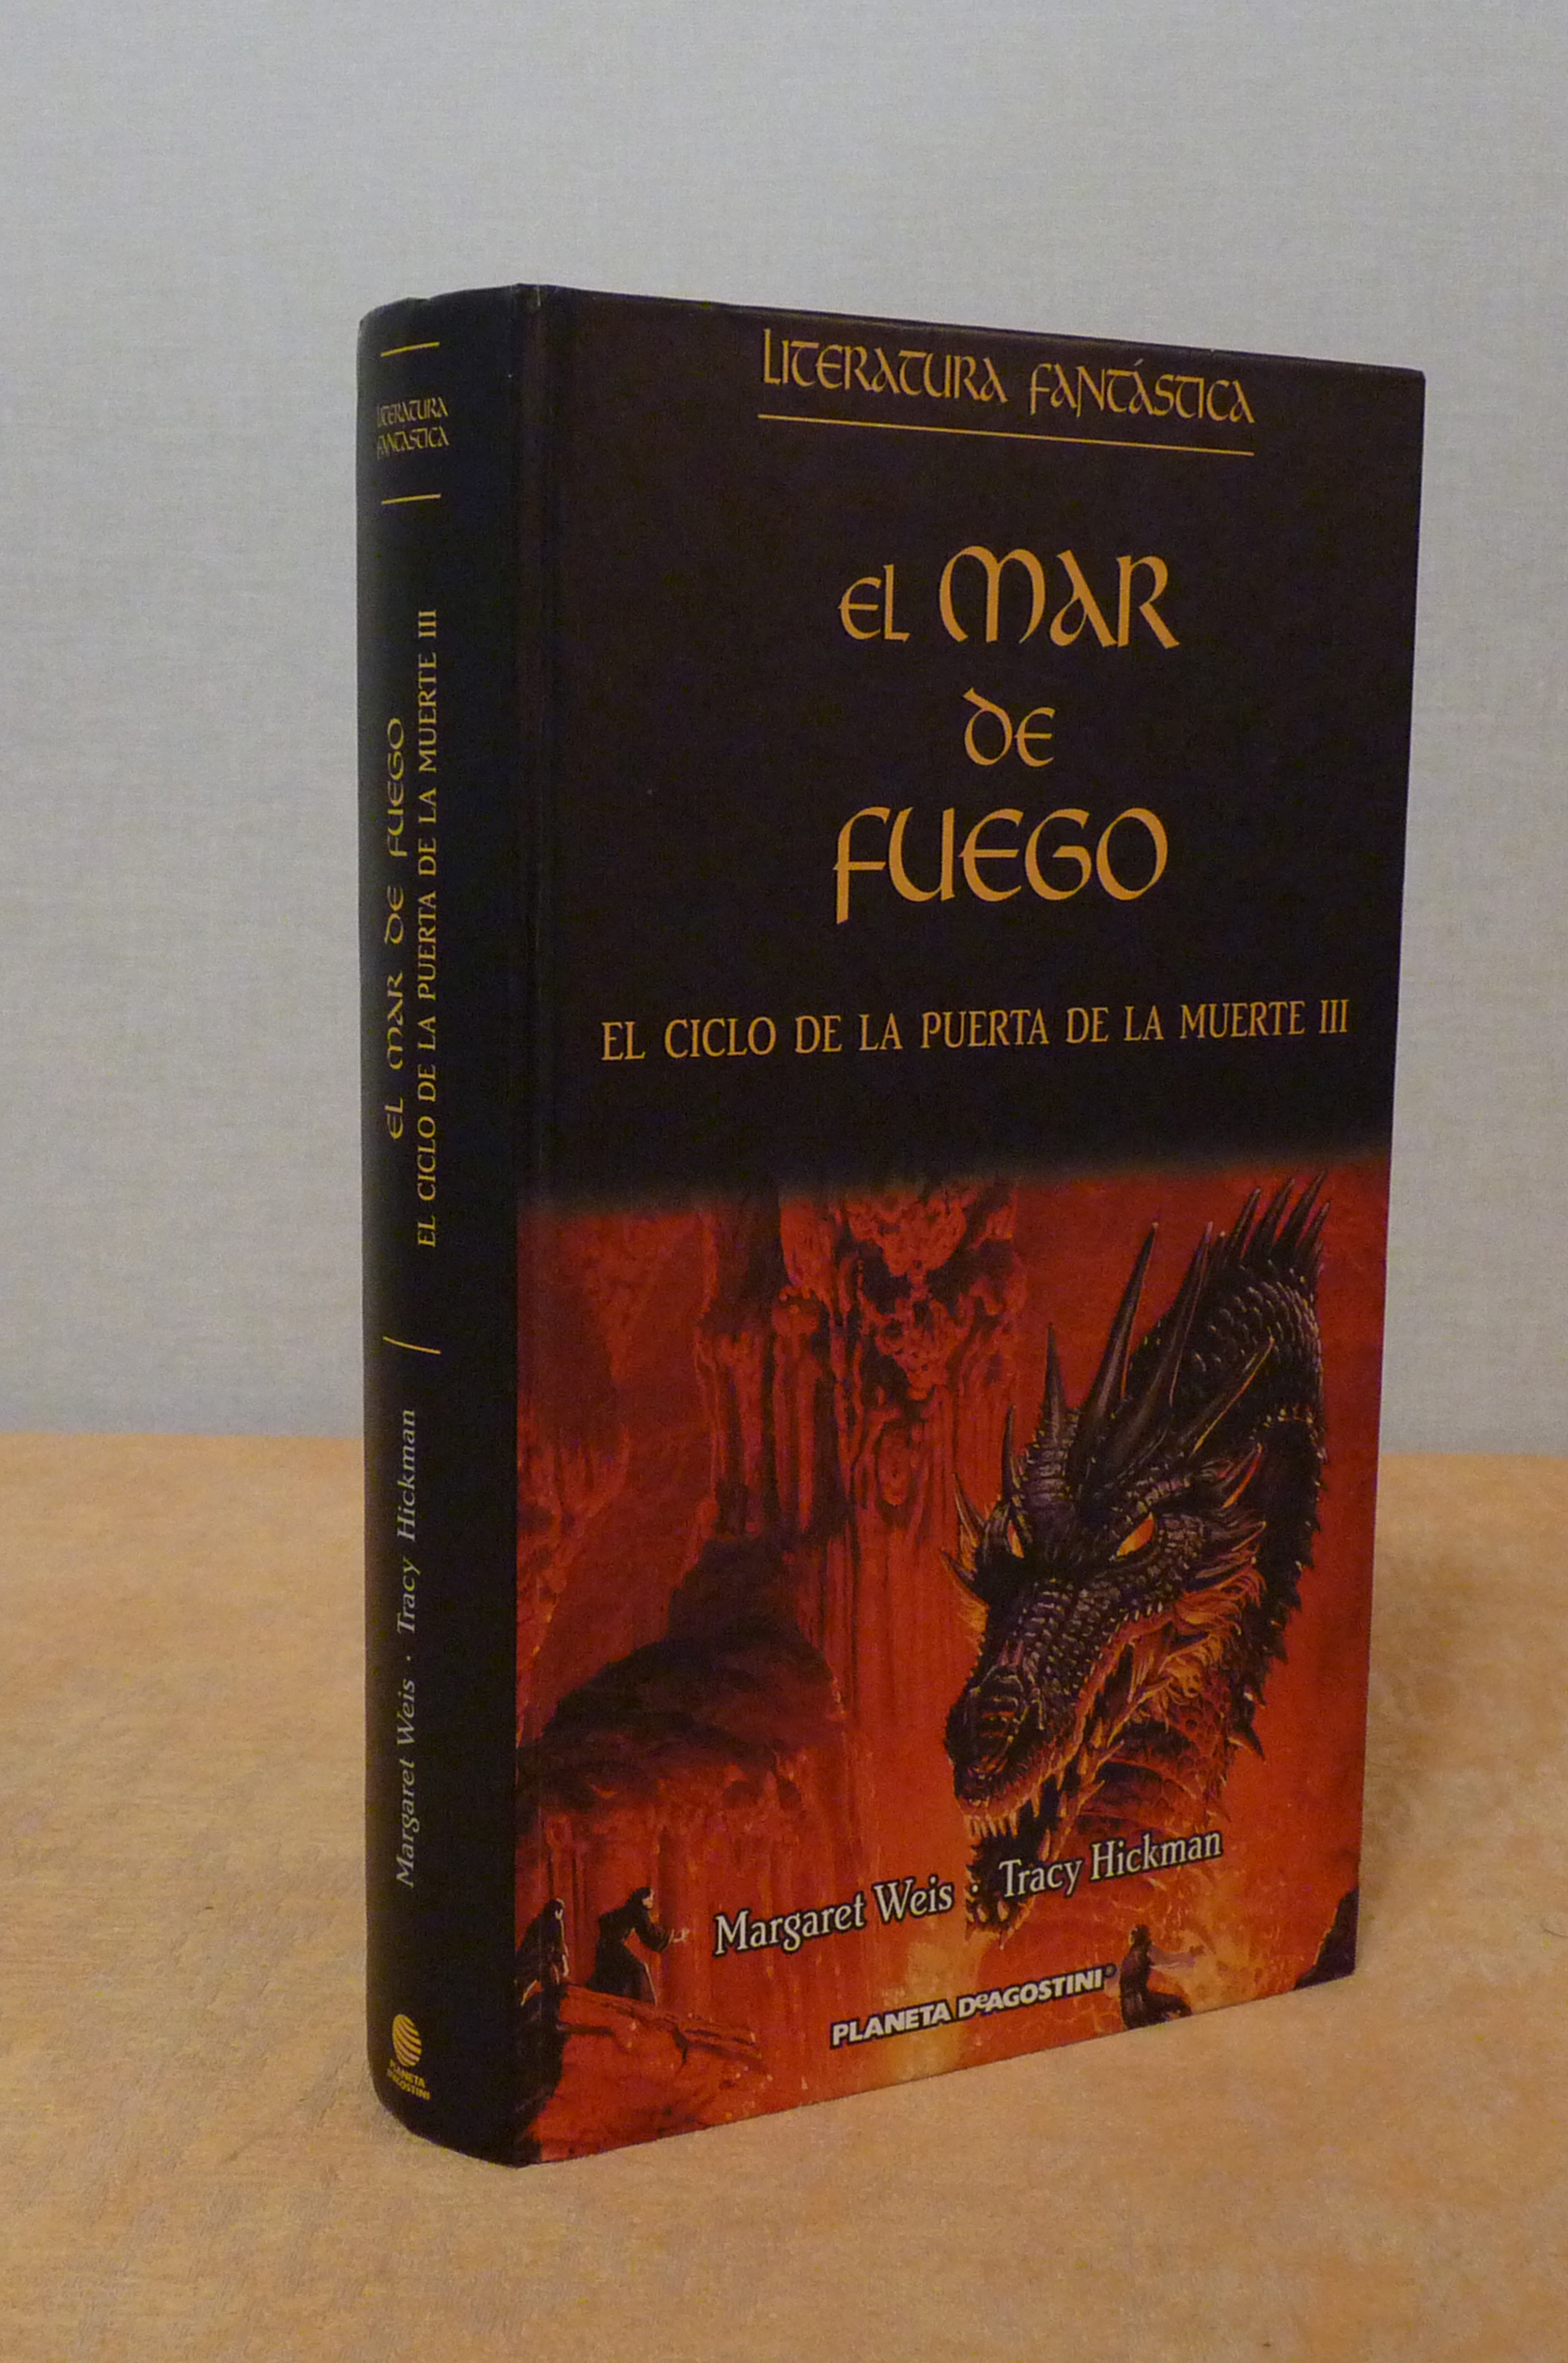 LITERATURA
FANTÁSTICA
EL MAR DE FUEGO
EL CICLO DE LA PUERTA DE LA MUERTE III
Margaret Weis · Tracy Hickman
PLANETA
DEAGOSTINI
LITERATURA FANTÁSTICA
EL MAR
DE
FUEGO
EL CICLO DE LA PUERTA DE LA MUERTE III
Margaret Weis · Tracy Hickman
PLANETA DeAGOSTINI®